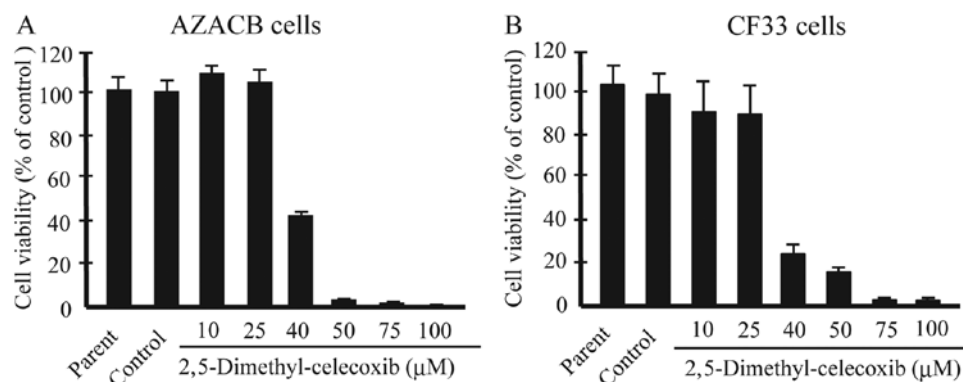 A
AZACB cells
Cell viability (% of control )
120
100
80
60
40
20
0
Parent
Control
10 25 40 50 75 100
2,5-Dimethyl-celecoxib (μM)
B
CF33 cells
Cell viability (% of control)
120
100
80
60
40
20
0
Parent
Control
10 25 40 50 75 100
2,5-Dimethyl-celecoxib (μM)